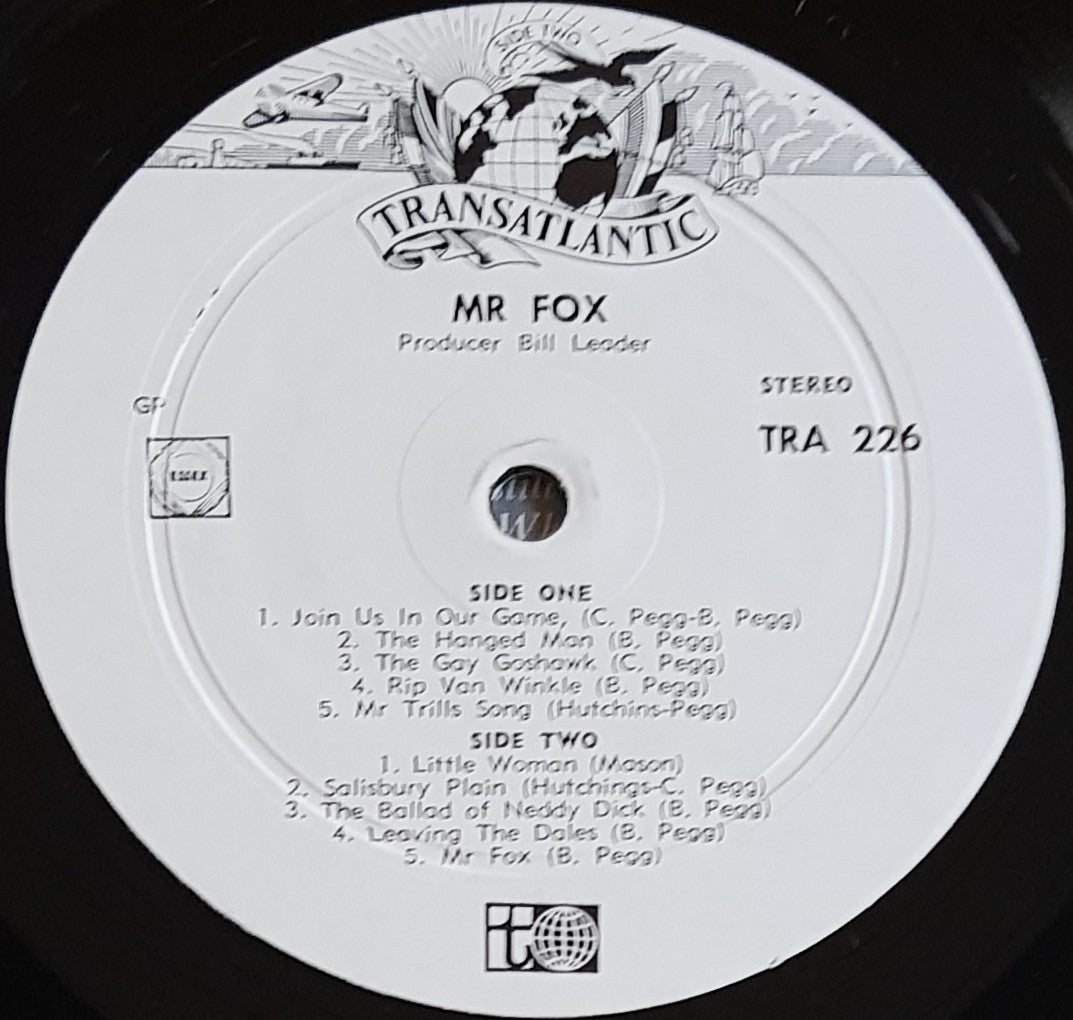 SIDE TWO
TRANSATLANTIC
MR FOX
Producer Bill Leader
STEREO
GP
TRA 226
ESSEX
SIDE ONE
1. Join Us In Our Game, (C. Pegg-B. Pegg)
2. The Hanged Man (B. Pegg)
3. The Gay Goshawk (C. Pegg)
4. Rip Van Winkle (B. Pegg)
5. Mr Trills Song (Hutchins-Pegg)
SIDE TWO
1. Little Woman (Mason)
2. Salisbury Plain (Hutchings-C. Pegg)
3. The Ballad of Neddy Dick (B. Pegg)
4. Leaving The Dales (B. Pegg)
5. Mr Fox (B. Pegg)
t